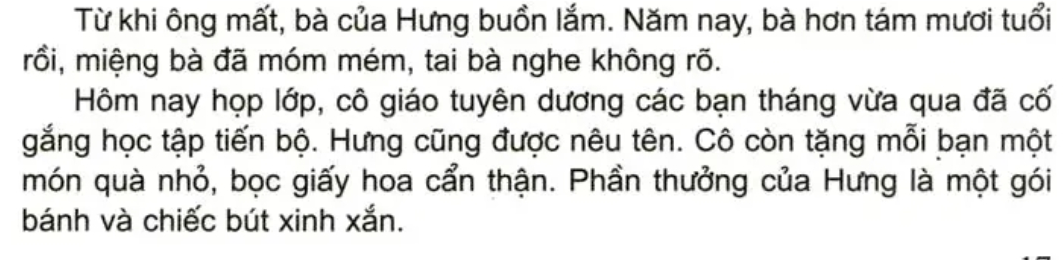 Từ khi ông mất, bà của Hưng buồn lắm. Năm nay, bà hơn tám mươi tuổi
rồi, miệng bà đã móm mém, tai bà nghe không rõ.
Hôm nay họp lớp, cô giáo tuyên dương các bạn tháng vừa qua đã cố
gắng học tập tiến bộ. Hưng cũng được nêu tên. Cô còn tặng mỗi bạn một
món quà nhỏ, bọc giấy hoa cẩn thận. Phần thưởng của Hưng là một gói
bánh và chiếc bút xinh xắn.